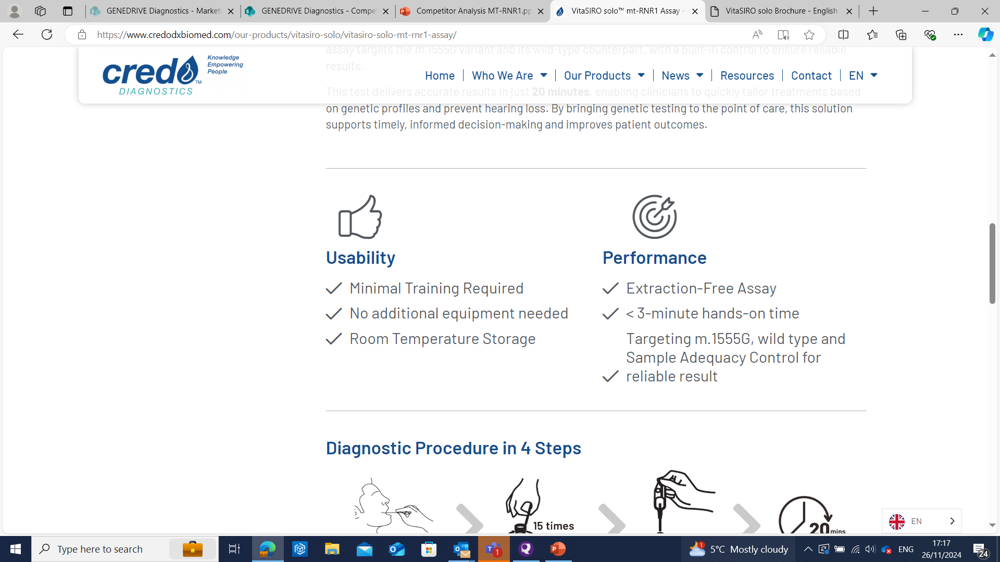 GENEDRIVE Diagnostics - Marketi
GENEDRIVE Diagnostics - Compet
Competitor Analysis MT-RNR1.pp
VitaSIRO solo™ mt-RNR1 Assay -
VitaSIRO solo Brochure - English
https://www.credodxbiomed.com/our-products/vitasiro-solo/vitasiro-solo-mt-rnr1-assay/
assay targets the m.1555G variant and its wild-type counterpart, with a built-in control to ensure reliable
results.
credo™
DIAGNOSTICS
Knowledge
Empowering
People
Home
Who We Are
Our Products
News
Resources
Contact
EN
This test delivers accurate results in just 20 minutes, enabling clinicians to quickly tailor treatments based
on genetic profiles and prevent hearing loss. By bringing genetic testing to the point of care, this solution
supports timely, informed decision-making and improves patient outcomes.
Usability
Minimal Training Required
No additional equipment needed
Room Temperature Storage
Performance
Extraction-Free Assay
< 3-minute hands-on time
Targeting m.1555G, wild type and
Sample Adequacy Control for
reliable result
Diagnostic Procedure in 4 Steps
15 times
20 mins
EN
Type here to search
1
1
5°C Mostly cloudy
ENG
17:17
26/11/2024
24